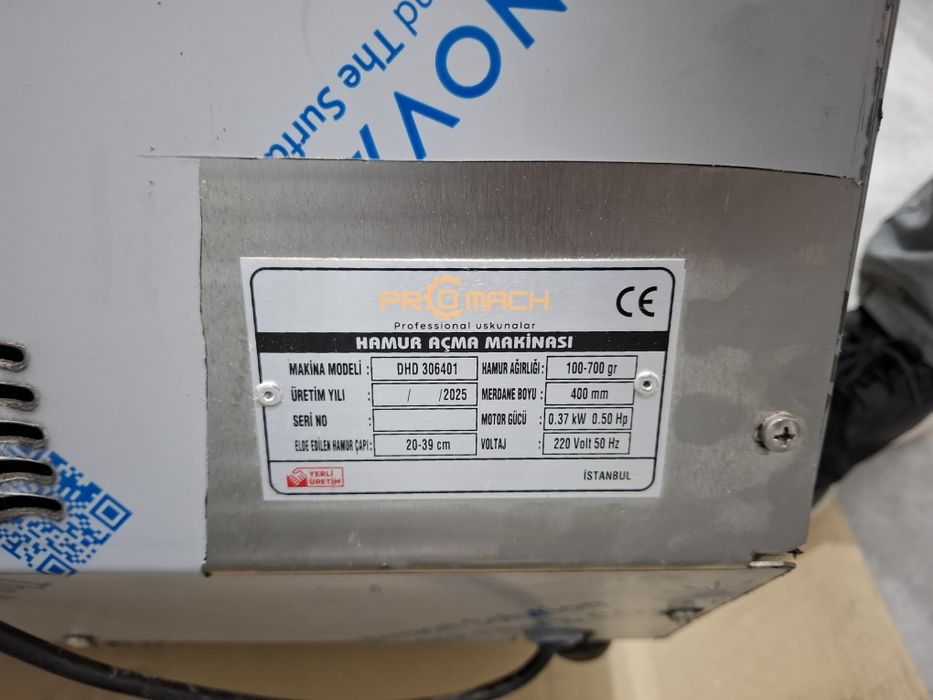 NOV
nd The Surfa
PROMACH
CE
Professional uskunalar
HAMUR AÇMA MAKİNASI
MAKİNA MODELİ : DHD 306401 HAMUR AĞIRLIĞI : 100-700 gr
ÜRETİM YILI : / /2025 MERDANE BOYU : 400 mm
SERİ NO : MOTOR GÜCÜ : 0.37 kW 0.50 Hp
ELDE EDİLEN HAMUR ÇAPI : 20-39 cm VOLTAJ : 220 Volt 50 Hz
YERLİ
ÜRETİM
İSTANBUL